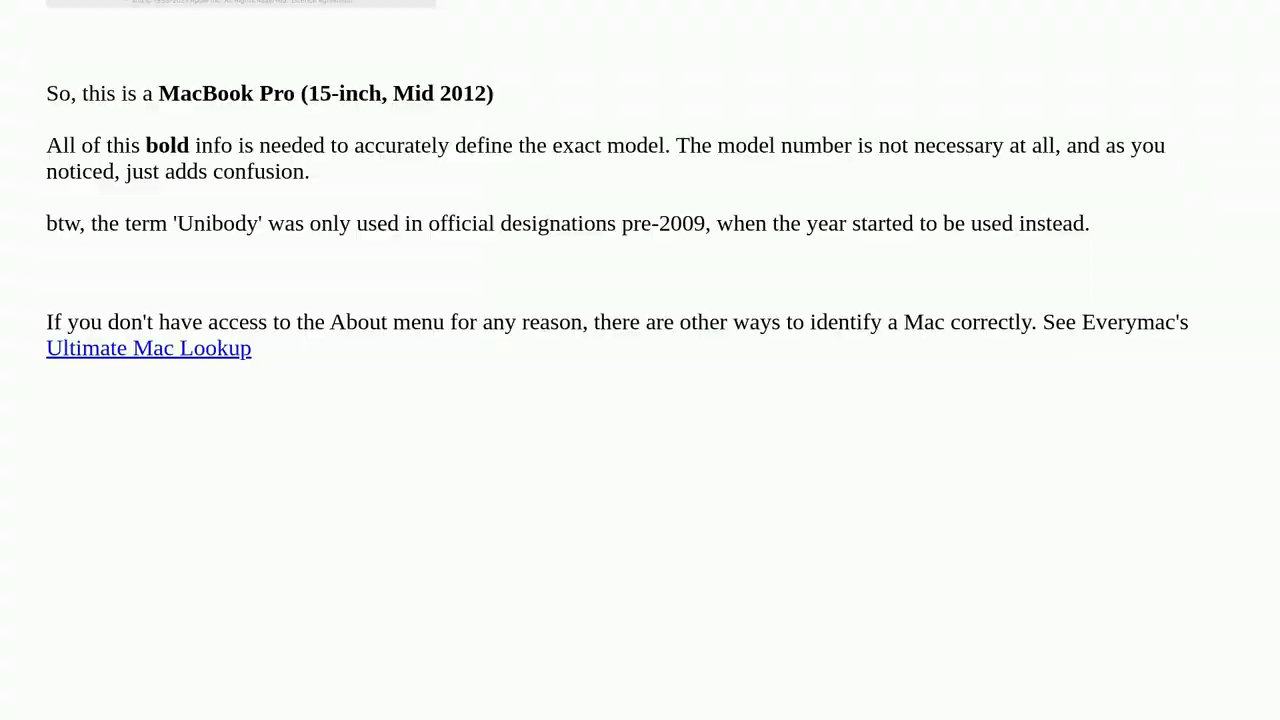 So, this is a MacBook Pro (15-inch, Mid 2012)
All of this bold info is needed to accurately define the exact model. The model number is not necessary at all, and as you
noticed, just adds confusion.
btw, the term 'Unibody' was only used in official designations pre-2009, when the year started to be used instead.
If you don't have access to the About menu for any reason, there are other ways to identify a Mac correctly. See Everymac's
Ultimate Mac Lookup